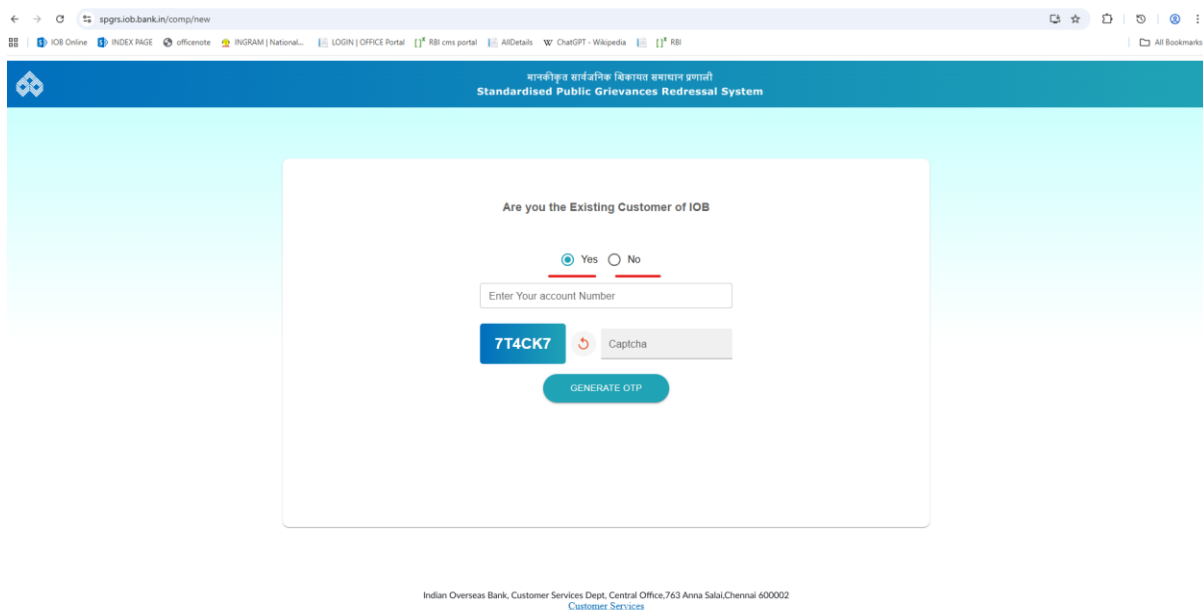 spgrs.iob.bank.in/comp/new
IOB Online INDEX PAGE officenote INGRAM | National... LOGIN | OFFICE Portal []* RBI cms portal AllDetails W ChatGPT - Wikipedia []* RBI All Bookmarks
मानकीकृत सार्वजनिक शिकायत समाधान प्रणाली
Standardised Public Grievances Redressal System
Are you the Existing Customer of IOB
Yes No
Enter Your account Number
7T4CK7 Captcha
GENERATE OTP
Indian Overseas Bank, Customer Services Dept, Central Office,763 Anna Salai,Chennai 600002
Customer Services